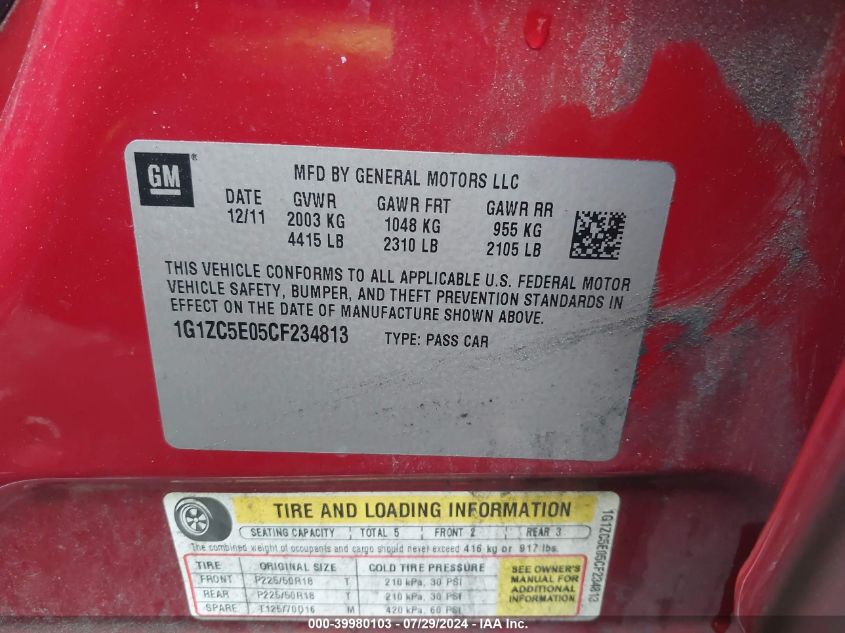 GM ®
MFD BY GENERAL MOTORS LLC
DATE GVWR GAWR FRT GAWR RR
12/11 2003 KG 1048 KG 955 KG
4415 LB 2310 LB 2105 LB
THIS VEHICLE CONFORMS TO ALL APPLICABLE U.S. FEDERAL MOTOR
VEHICLE SAFETY, BUMPER, AND THEFT PREVENTION STANDARDS IN
EFFECT ON THE DATE OF MANUFACTURE SHOWN ABOVE.
1G1ZC5E05CF234813 TYPE: PASS CAR
TIRE AND LOADING INFORMATION
SEATING CAPACITY TOTAL 5 FRONT 2 REAR 3
The combined weight of occupants and cargo should never exceed 416 kg or 917 lbs.
TIRE ORIGINAL SIZE COLD TIRE PRESSURE
FRONT P225/50R18 T 210 kPa, 30 PSI
REAR P225/50R18 T 210 kPa, 30 PSI
SPARE T125/70D16 M 420 kPa, 60 PSI
SEE OWNER'S
MANUAL FOR
ADDITIONAL
INFORMATION
1G1ZC5E05CF234813
000-39980103 - 07/29/2024 - IAA Inc.